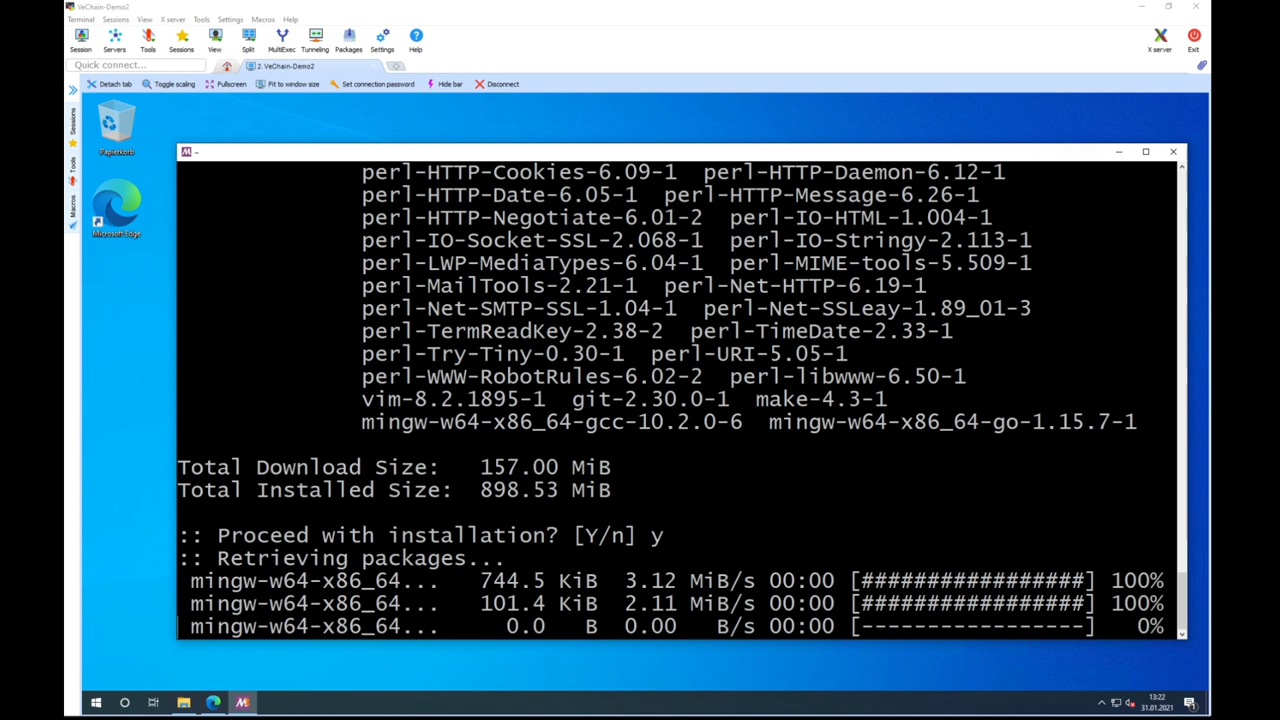 VeChain-Demo2
Terminal Sessions View X server Tools Settings Macros Help
Session Servers Tools Sessions View Split MultiExec Tunneling Packages Settings Help X server Exit
Quick connect...
2. VeChain-Demo2
Detach tab Toggle scaling Fullscreen Fit to window size Set connection password Hide bar Disconnect
Sessions
Tools
Macros
Papierkorb
Microsoft Edge
~
perl-HTTP-Cookies-6.09-1 perl-HTTP-Daemon-6.12-1
perl-HTTP-Date-6.05-1 perl-HTTP-Message-6.26-1
perl-HTTP-Negotiate-6.01-2 perl-IO-HTML-1.004-1
perl-IO-Socket-SSL-2.068-1 perl-IO-Stringy-2.113-1
perl-LWP-MediaTypes-6.04-1 perl-MIME-tools-5.509-1
perl-MailTools-2.21-1 perl-Net-HTTP-6.19-1
perl-Net-SMTP-SSL-1.04-1 perl-Net-SSLeay-1.89_01-3
perl-TermReadKey-2.38-2 perl-TimeDate-2.33-1
perl-Try-Tiny-0.30-1 perl-URI-5.05-1
perl-WWW-RobotRules-6.02-2 perl-libwww-6.50-1
vim-8.2.1895-1 git-2.30.0-1 make-4.3-1
mingw-w64-x86_64-gcc-10.2.0-6 mingw-w64-x86_64-go-1.15.7-1
Total Download Size: 157.00 MiB
Total Installed Size: 898.53 MiB
:: Proceed with installation? [Y/n] y
:: Retrieving packages...
mingw-w64-x86_64... 744.5 KiB 3.12 MiB/s 00:00 [#################] 100%
mingw-w64-x86_64... 101.4 KiB 2.11 MiB/s 00:00 [#################] 100%
mingw-w64-x86_64... 0.0 B 0.00 B/s 00:00 [-----------------] 0%
13:22
31.01.2021